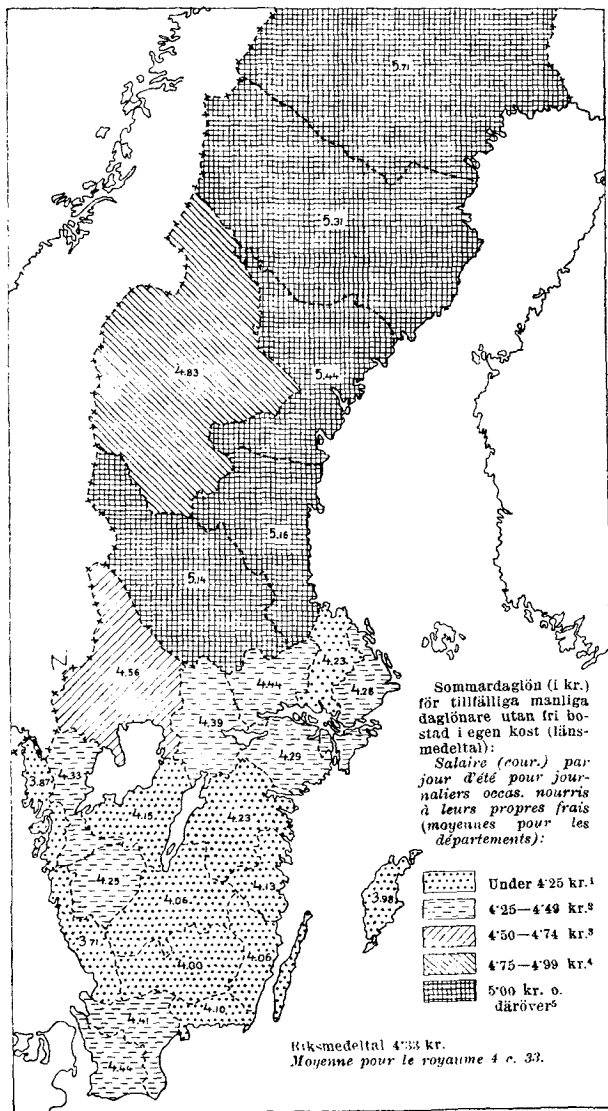 5.71
5.31
4.83
5.44
5.16
5.14
4.56
4.23
4.28
4.44
4.39
4.29
3.87
4.33
4.15
4.23
4.25
4.06
4.13
3.98
3.71
4.00
4.06
4.10
4.41
4.44
Sommardaglön (i kr.)
för tillfälliga manliga
daglönare utan fri bo-
stad i egen kost (läns-
medeltal):
Salaire (cour.) par
jour d'été pour jour-
naliers occas. nourris
à leurs propres frais
(moyennes pour les
départements):
Under 4'25 kr.¹
4'25—4'49 kr.²
4'50—4'74 kr.³
4'75—4'99 kr.⁴
5'00 kr. o.
däröver⁵
Riksmedeltal 4'33 kr.
Moyenne pour le royaume 4 c. 33.